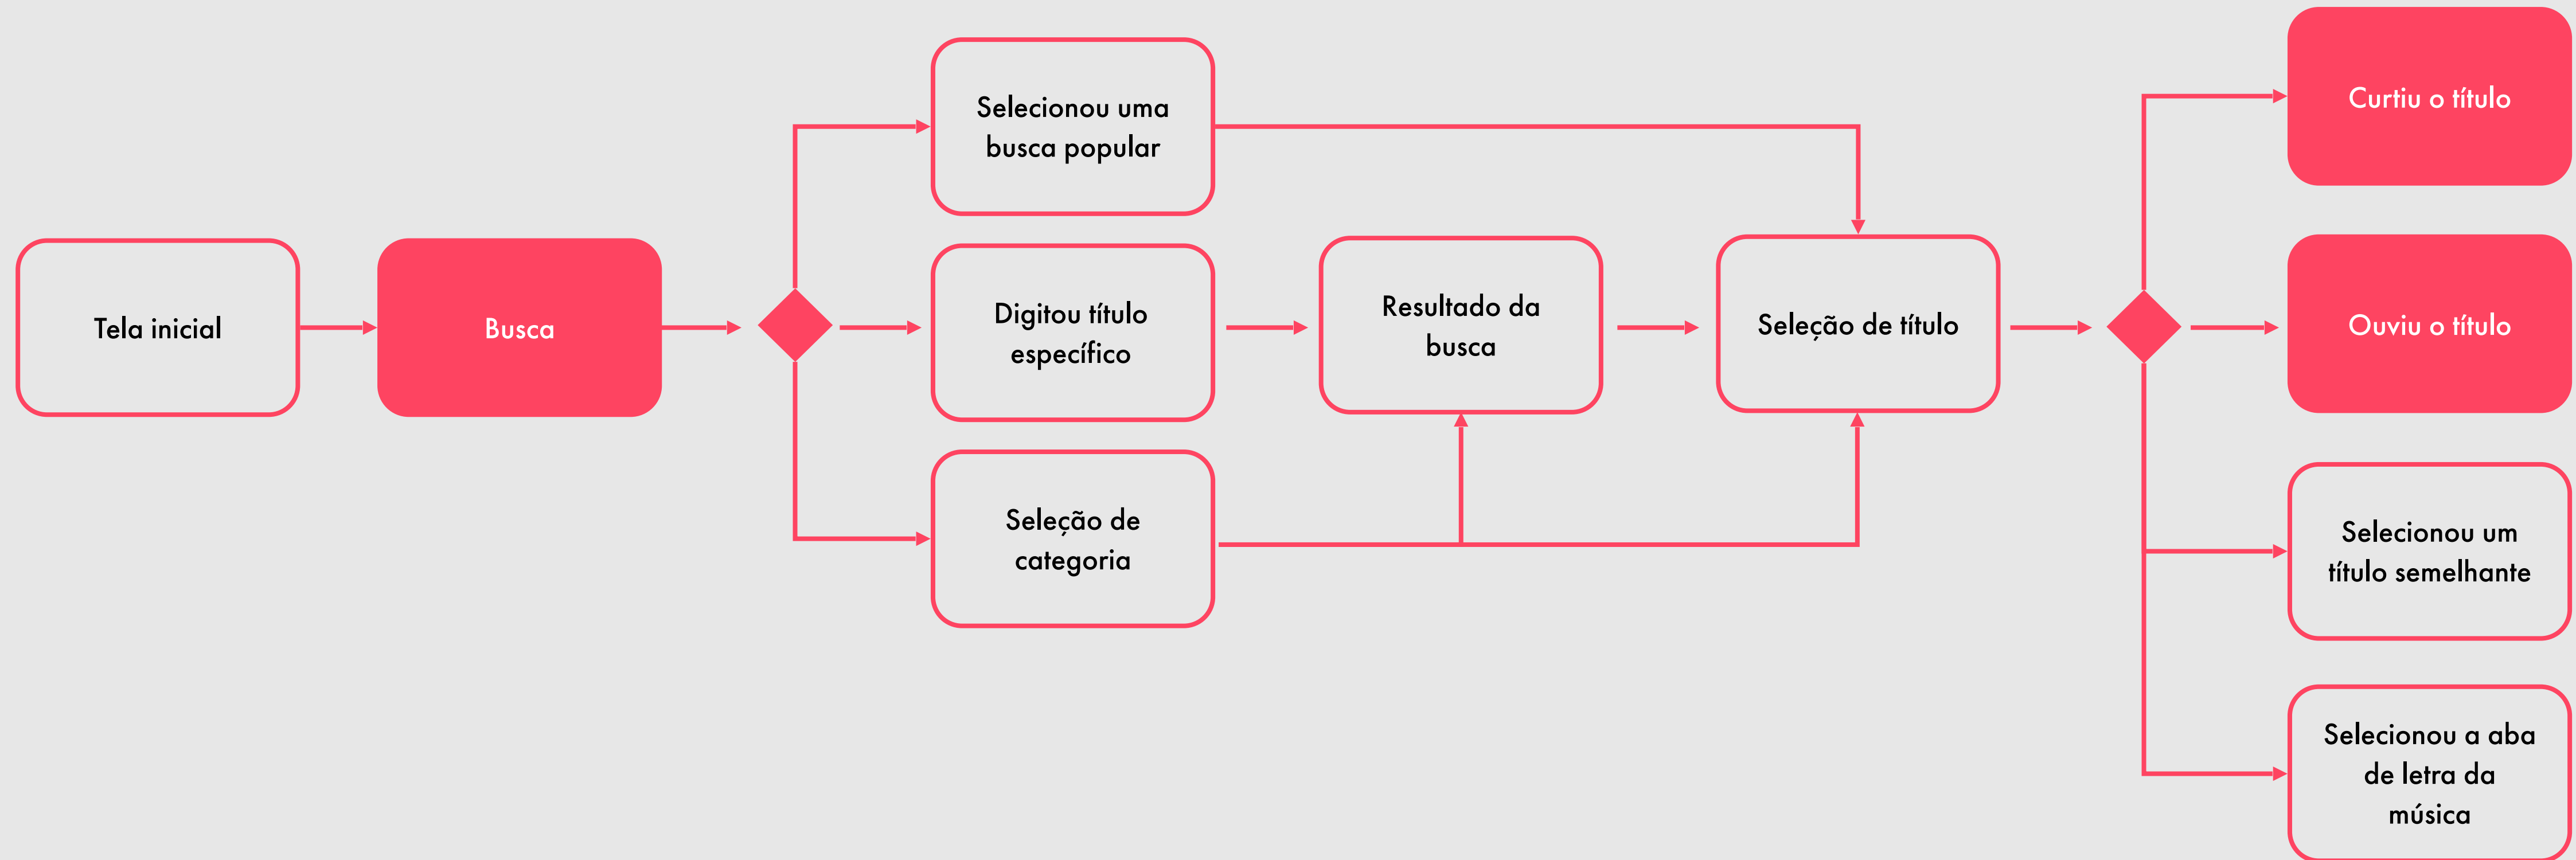 Tela inicial
Busca
Selecionou uma
busca popular
Digitou título
específico
Seleção de
categoria
Resultado da
busca
Seleção de título
Curtiu o título
Ouviu o título
Selecionou um
título semelhante
Selecionou a aba
de letra da
música